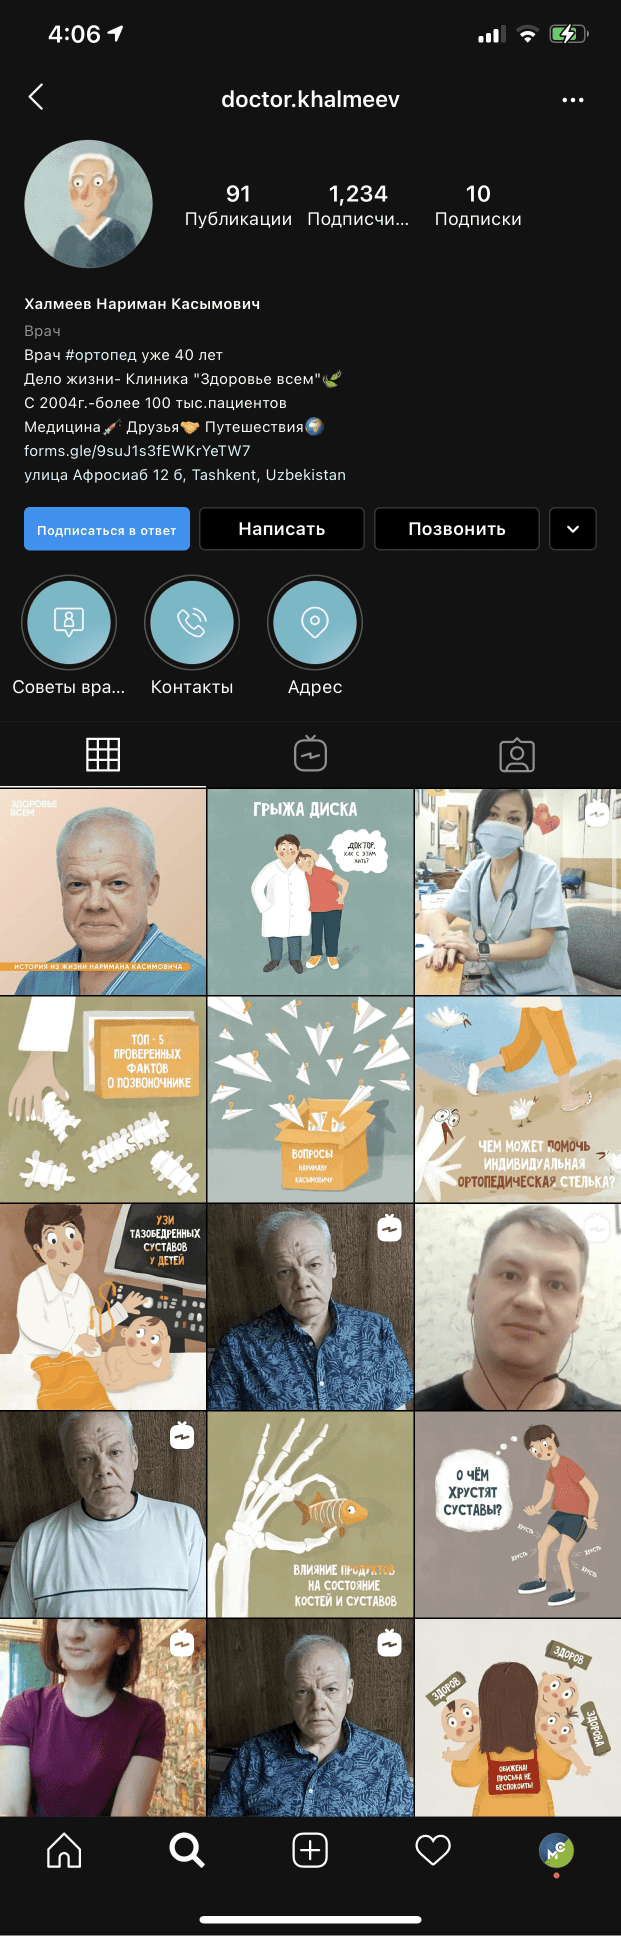 4:06
doctor.khalmeev
91
1,234
10
Публикации
Подписчи...
Подписки
Халмеев Нариман Касымович
Врач
Врач #ортопед уже 40 лет
Дело жизни- Клиника "Здоровье всем"🌿
С 2004г.-более 100 тыс.пациентов
Медицина💉 Друзья🤝 Путешествия🌍
forms.gle/9suJ1s3fEWKrYeTW7
улица Афросиаб 12 б, Tashkent, Uzbekistan
Подписаться в ответ
Написать
Позвонить
Советы вра...
Контакты
Адрес
ЗДОРОВЬЕ
ВСЕМ
ИСТОРИЯ ИЗ ЖИЗНИ НАРИМАНА КАСИМОВИЧА
ГРЫЖА ДИСКА
ДОКТОР,
КАК С ЭТИМ
ЖИТЬ?
ТОП - 5
ПРОВЕРЕННЫХ
ФАКТОВ
О ПОЗВОНОЧНИКЕ
ВОПРОСЫ
НАРИМАНУ
КАСЫМОВИЧУ
ЧЕМ МОЖЕТ ПОМОЧЬ
ИНДИВИДУАЛЬНАЯ
ОРТОПЕДИЧЕСКАЯ СТЕЛЬКА?
УЗИ
ТАЗОБЕДРЕННЫХ
СУСТАВОВ
У ДЕТЕЙ
ВЛИЯНИЕ ПРОДУКТОВ
НА СОСТОЯНИЕ
КОСТЕЙ И СУСТАВОВ
О ЧЁМ
ХРУСТЯТ
СУСТАВЫ?
ХРУСТЬ
ХРУСТЬ
ХРУСТЬ
ЗДОРОВ
ЗДОРОВ
ЗДОРОВА
ОБИЖЕНА!
ПРОСЬБА НЕ
БЕСПОКОИТЬ!